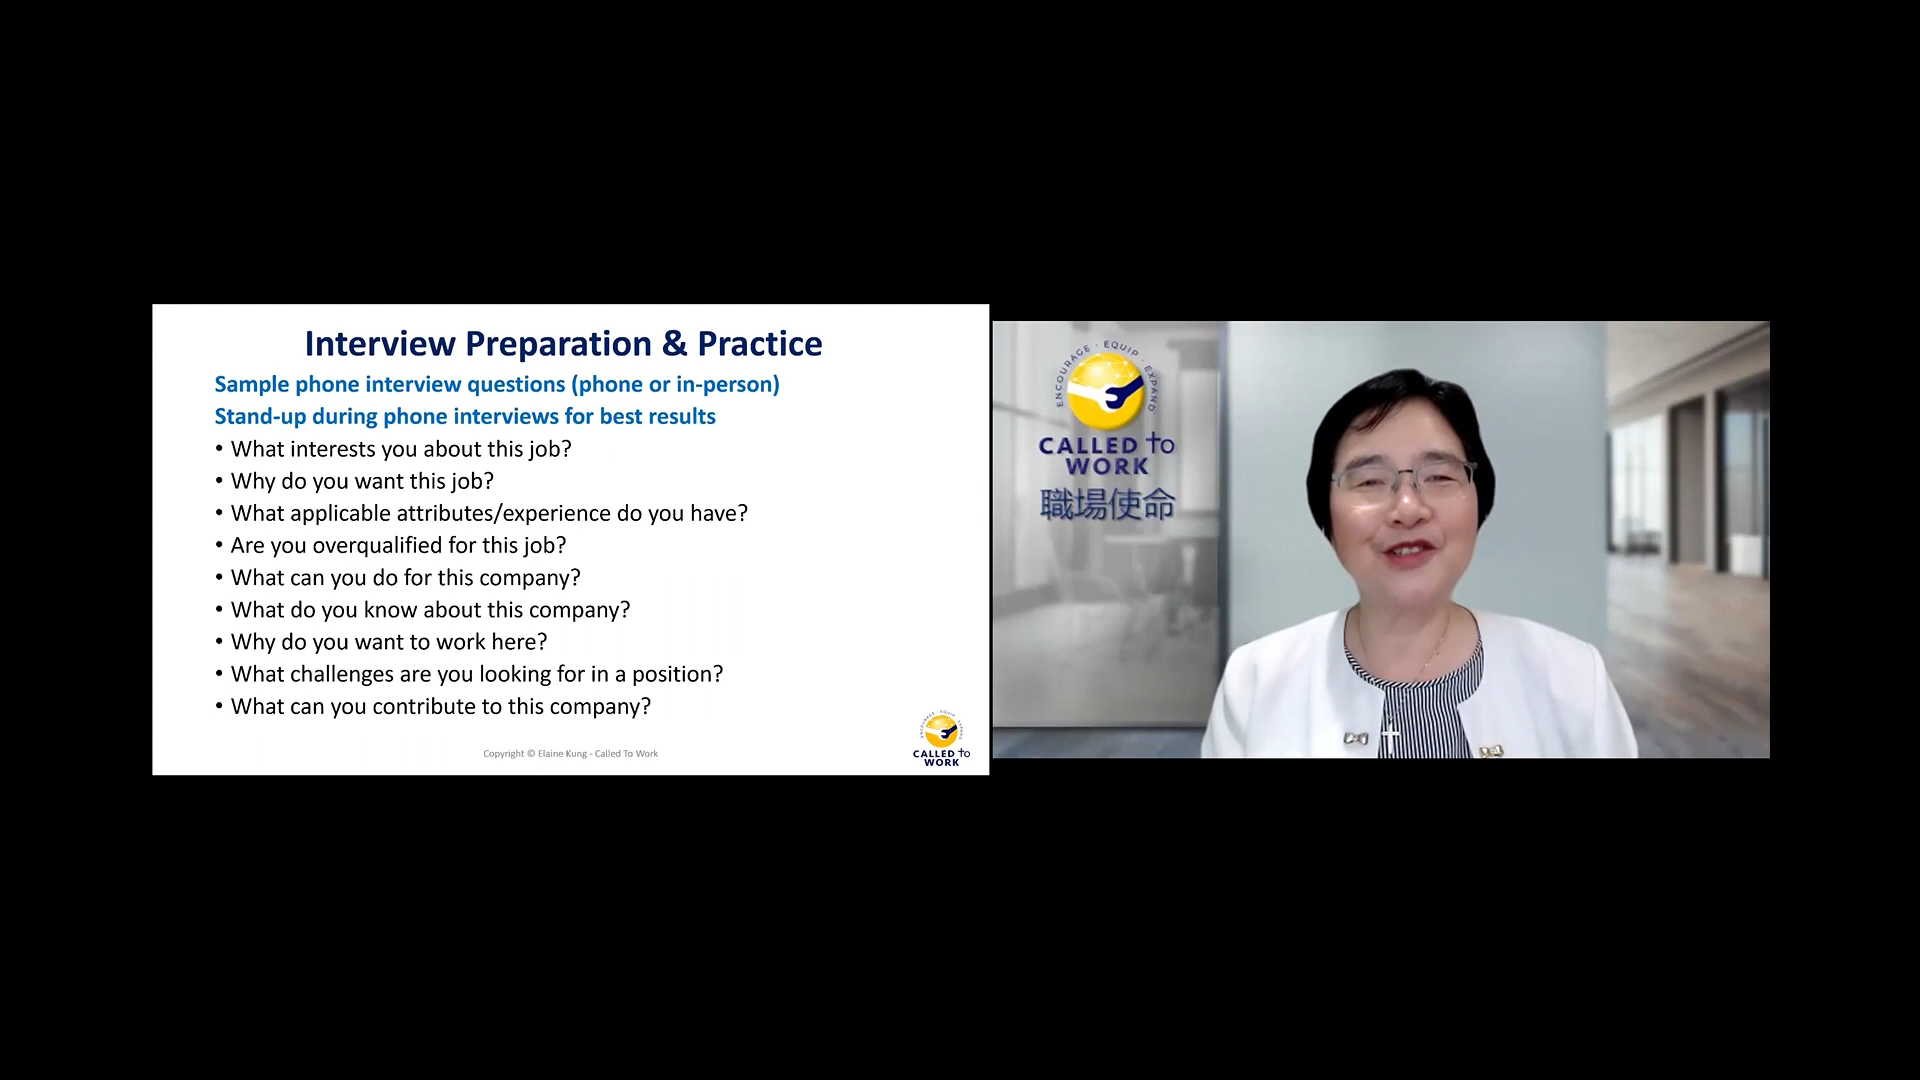 Interview Preparation & Practice
Sample phone interview questions (phone or in-person)
Stand-up during phone interviews for best results
• What interests you about this job?
• Why do you want this job?
• What applicable attributes/experience do you have?
• Are you overqualified for this job?
• What can you do for this company?
• What do you know about this company?
• Why do you want to work here?
• What challenges are you looking for in a position?
• What can you contribute to this company?
Copyright © Elaine Kung - Called To Work
ENCOURAGE · EQUIP · EXPAND
CALLED to
WORK
ENCOURAGE · EQUIP · EXPAND
CALLED to
WORK
職場使命